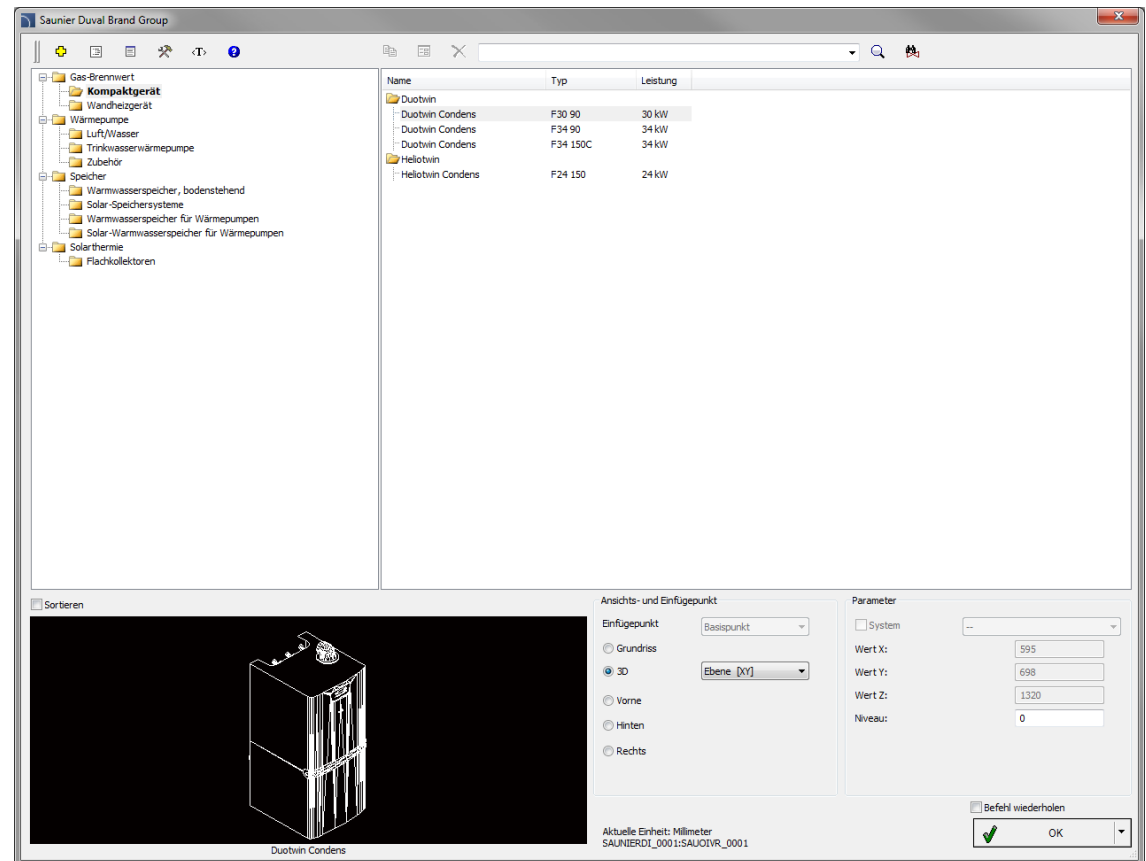 Saunier Duval Brand Group
‹T›
Gas-Brennwert
Kompaktgerät
Wandheizgerät
Wärmepumpe
Luft/Wasser
Trinkwasserwärmepumpe
Zubehör
Speicher
Warmwasserspeicher, bodenstehend
Solar-Speichersysteme
Warmwasserspeicher für Wärmepumpen
Solar-Warmwasserspeicher für Wärmepumpen
Solarthermie
Flachkollektoren
Name Typ Leistung
Duotwin
Duotwin Condens F30 90 30 kW
Duotwin Condens F34 90 34 kW
Duotwin Condens F34 150C 34 kW
Heliotwin
Heliotwin Condens F24 150 24 kW
Sortieren
Duotwin Condens
Ansichts- und Einfügepunkt
Einfügepunkt Basispunkt
Grundriss
3D Ebene [XY]
Vorne
Hinten
Rechts
Parameter
System --
Wert X: 595
Wert Y: 698
Wert Z: 1320
Niveau: 0
Befehl wiederholen
Aktuelle Einheit: Millimeter
SAUNIERDI_0001:SAUOIVR_0001
OK